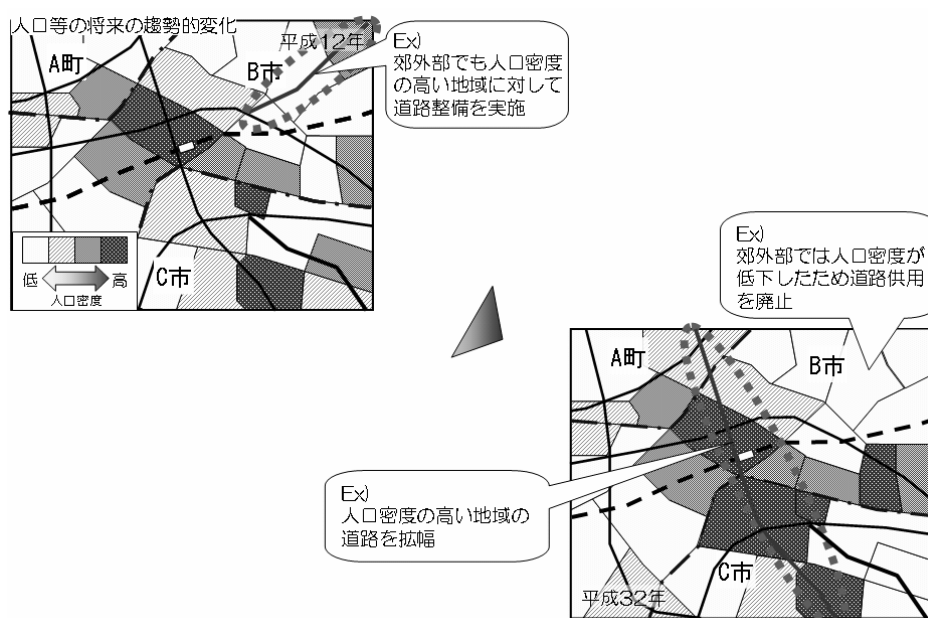 人口等の将来の趨勢的変化
平成12年
A町
B市
C市
低
高
人口密度
Ex)
郊外部でも人口密度
の高い地域に対して
道路整備を実施
Ex)
郊外部では人口密度が
低下したため道路供用
を廃止
A町
B市
C市
平成32年
Ex)
人口密度の高い地域の
道路を拡幅